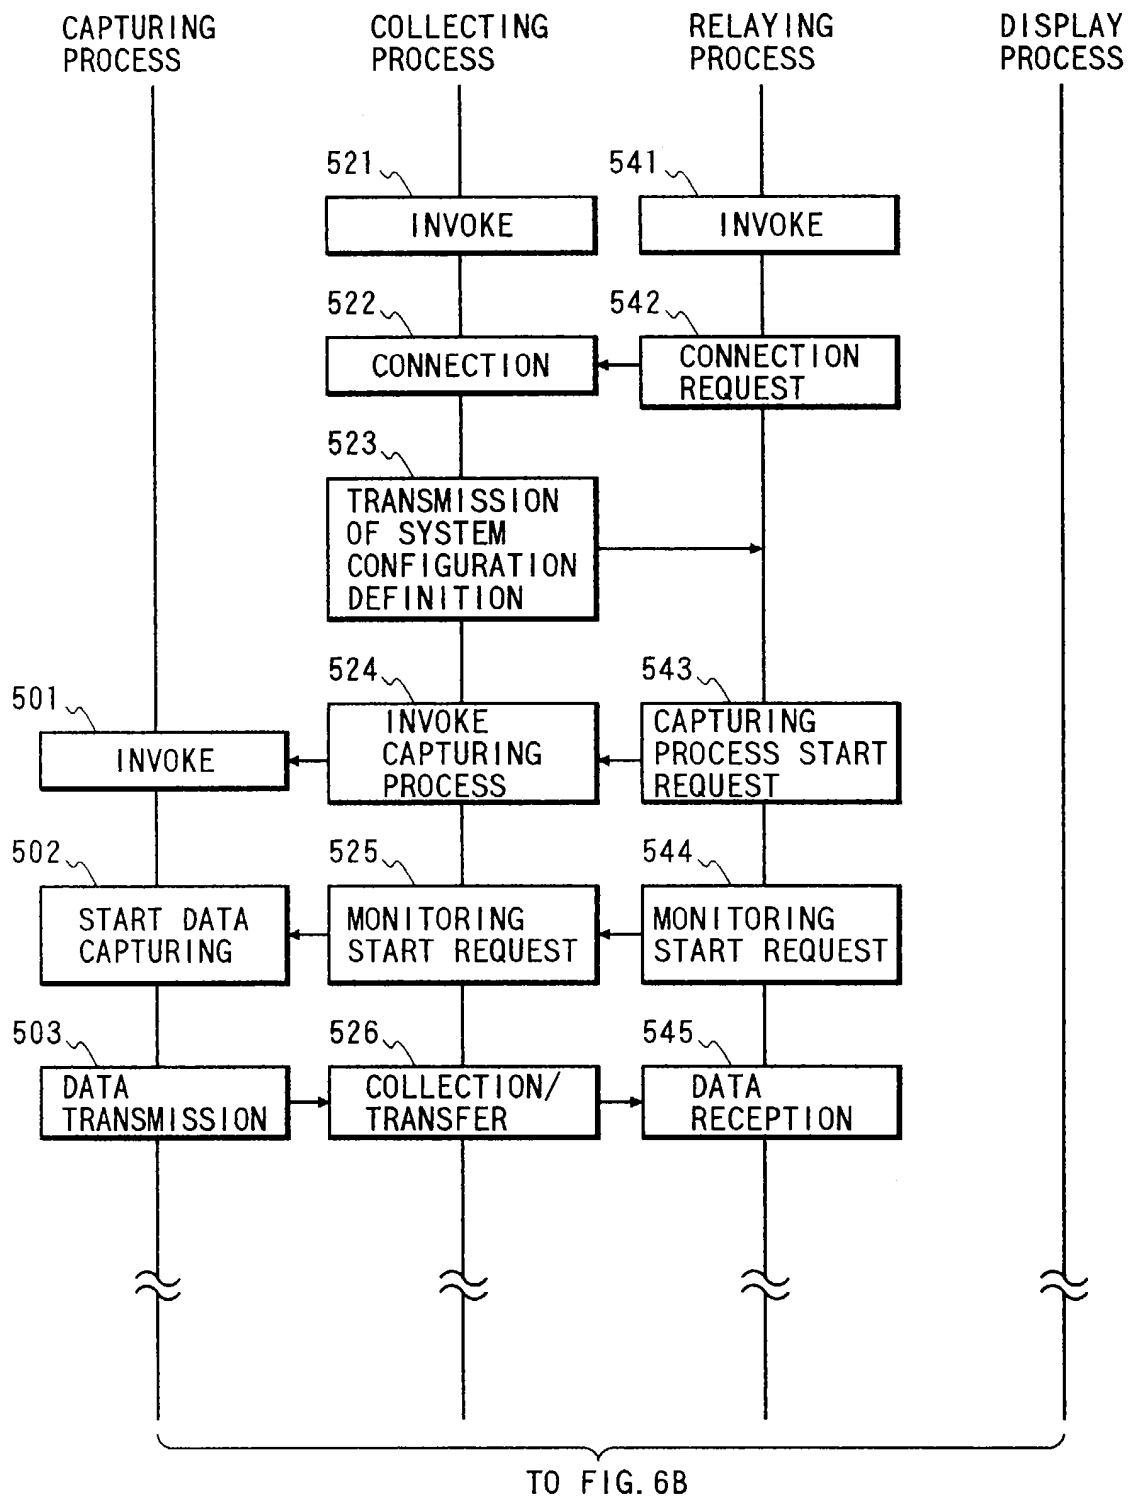 CAPTURING
PROCESS
COLLECTING
PROCESS
RELAYING
PROCESS
DISPLAY
PROCESS
521
INVOKE
541
INVOKE
522
CONNECTION
542
CONNECTION
REQUEST
523
TRANSMISSION
OF SYSTEM
CONFIGURATION
DEFINITION
501
INVOKE
524
INVOKE
CAPTURING
PROCESS
543
CAPTURING
PROCESS START
REQUEST
502
START DATA
CAPTURING
525
MONITORING
START REQUEST
544
MONITORING
START REQUEST
503
DATA
TRANSMISSION
526
COLLECTION/
TRANSFER
545
DATA
RECEPTION
TO FIG. 6B